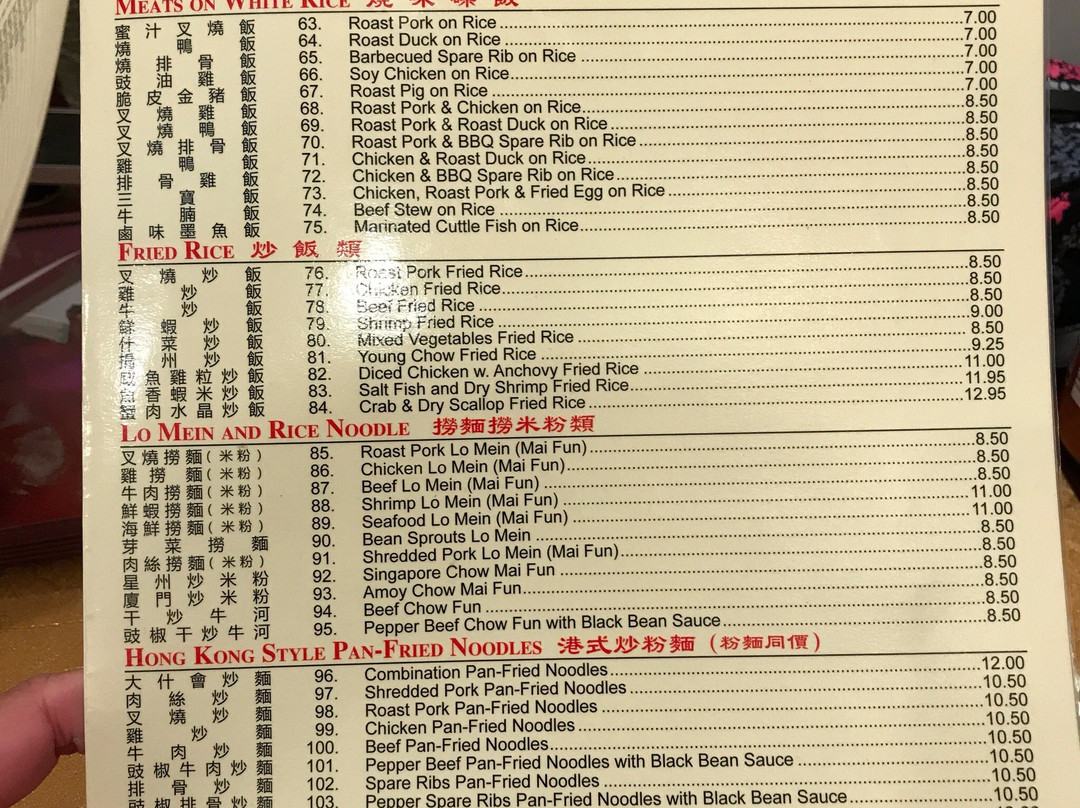 MEATS ON WHITE RICE 燒味碟飯
蜜汁叉燒飯 63. Roast Pork on Rice 7.00
燒鴨飯 64. Roast Duck on Rice 7.00
燒排骨飯 65. Barbecued Spare Rib on Rice 7.00
豉油雞飯 66. Soy Chicken on Rice 7.00
脆皮金豬飯 67. Roast Pig on Rice 7.00
叉燒雞飯 68. Roast Pork & Chicken on Rice 8.50
叉燒鴨飯 69. Roast Pork & Roast Duck on Rice 8.50
叉燒排骨飯 70. Roast Pork & BBQ Spare Rib on Rice 8.50
雞鴨飯 71. Chicken & Roast Duck on Rice 8.50
排骨雞飯 72. Chicken & BBQ Spare Rib on Rice 8.50
三寶飯 73. Chicken, Roast Pork & Fried Egg on Rice 8.50
牛腩飯 74. Beef Stew on Rice 8.50
鹵味墨魚飯 75. Marinated Cuttle Fish on Rice 8.50
FRIED RICE 炒飯類
叉燒炒飯 76. Roast Pork Fried Rice 8.50
雞炒飯 77. Chicken Fried Rice 8.50
牛炒飯 78. Beef Fried Rice 8.50
鮮蝦炒飯 79. Shrimp Fried Rice 9.00
什菜炒飯 80. Mixed Vegetables Fried Rice 8.50
揚州炒飯 81. Young Chow Fried Rice 9.25
咸魚雞粒炒飯 82. Diced Chicken w. Anchovy Fried Rice 11.00
魚香蝦米炒飯 83. Salt Fish and Dry Shrimp Fried Rice 11.95
蟹肉水晶炒飯 84. Crab & Dry Scallop Fried Rice 12.95
LO MEIN AND RICE NOODLE 撈麵撈米粉類
叉燒撈麵(米粉) 85. Roast Pork Lo Mein (Mai Fun) 8.50
雞撈麵(米粉) 86. Chicken Lo Mein (Mai Fun) 8.50
牛肉撈麵(米粉) 87. Beef Lo Mein (Mai Fun) 8.50
鮮蝦撈麵(米粉) 88. Shrimp Lo Mein (Mai Fun) 11.00
海鮮撈麵(米粉) 89. Seafood Lo Mein (Mai Fun) 11.00
芽菜撈麵 90. Bean Sprouts Lo Mein 8.50
肉絲撈麵(米粉) 91. Shredded Pork Lo Mein (Mai Fun) 8.50
星州炒米粉 92. Singapore Chow Mai Fun 8.50
廈門炒米粉 93. Amoy Chow Mai Fun 8.50
干炒牛河 94. Beef Chow Fun 8.50
豉椒干炒牛河 95. Pepper Beef Chow Fun with Black Bean Sauce 8.50
HONG KONG STYLE PAN-FRIED NOODLES 港式炒粉麵 (粉麵同價)
大什會炒麵 96. Combination Pan-Fried Noodles 12.00
肉絲炒麵 97. Shredded Pork Pan-Fried Noodles 10.50
叉燒炒麵 98. Roast Pork Pan-Fried Noodles 10.50
雞炒麵 99. Chicken Pan-Fried Noodles 10.50
牛肉炒麵 100. Beef Pan-Fried Noodles 10.50
豉椒牛肉炒麵 101. Pepper Beef Pan-Fried Noodles with Black Bean Sauce 10.50
排骨炒麵 102. Spare Ribs Pan-Fried Noodles 10.50
豉椒排骨炒麵 103. Pepper Spare Ribs Pan-Fried Noodles with Black Bean Sauce 10.50